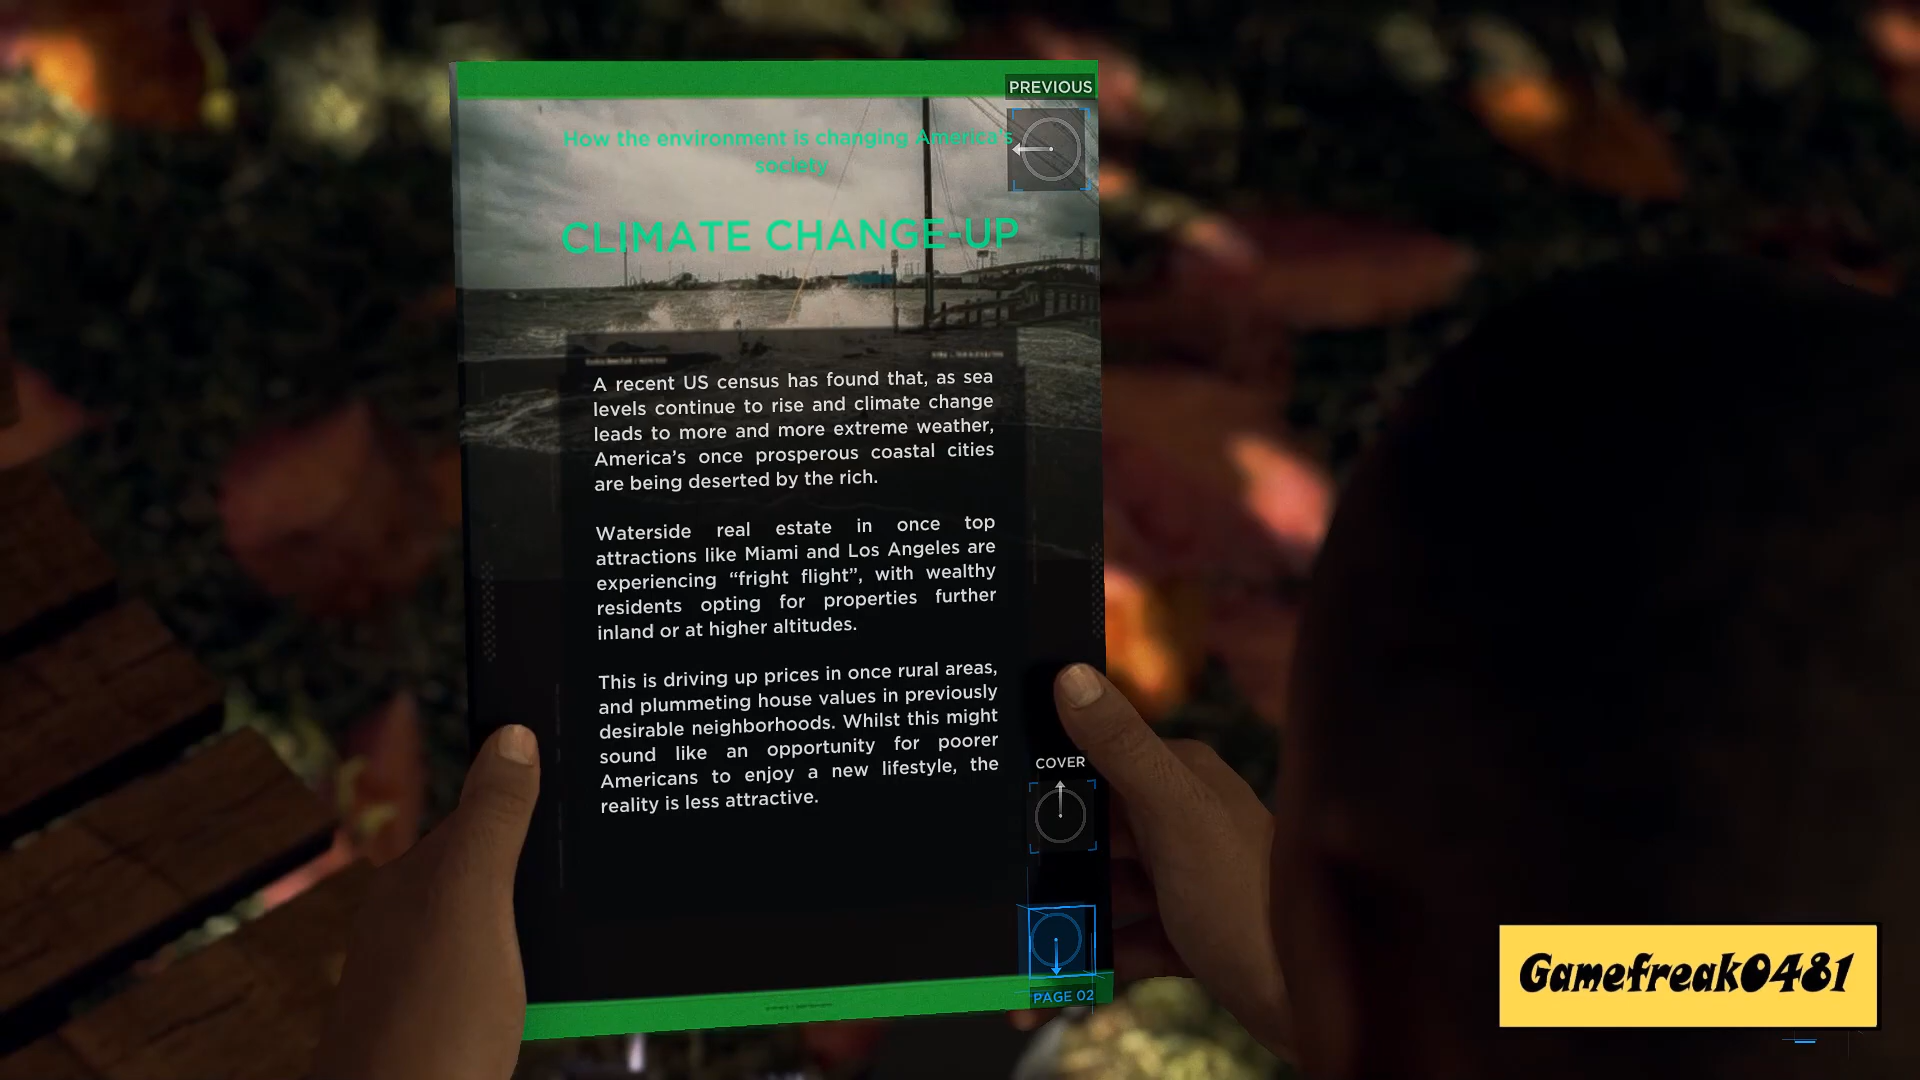 PREVIOUS
How the environment is changing America's
society
CLIMATE CHANGE-UP
A recent US census has found that, as sea
levels continue to rise and climate change
leads to more and more extreme weather,
America's once prosperous coastal cities
are being deserted by the rich.
Waterside real estate in once top
attractions like Miami and Los Angeles are
experiencing “fright flight”, with wealthy
residents opting for properties further
inland or at higher altitudes.
This is driving up prices in once rural areas,
and plummeting house values in previously
desirable neighborhoods. Whilst this might
sound like an opportunity for poorer
Americans to enjoy a new lifestyle, the
reality is less attractive.
COVER
PAGE 02
Gamefreak0481